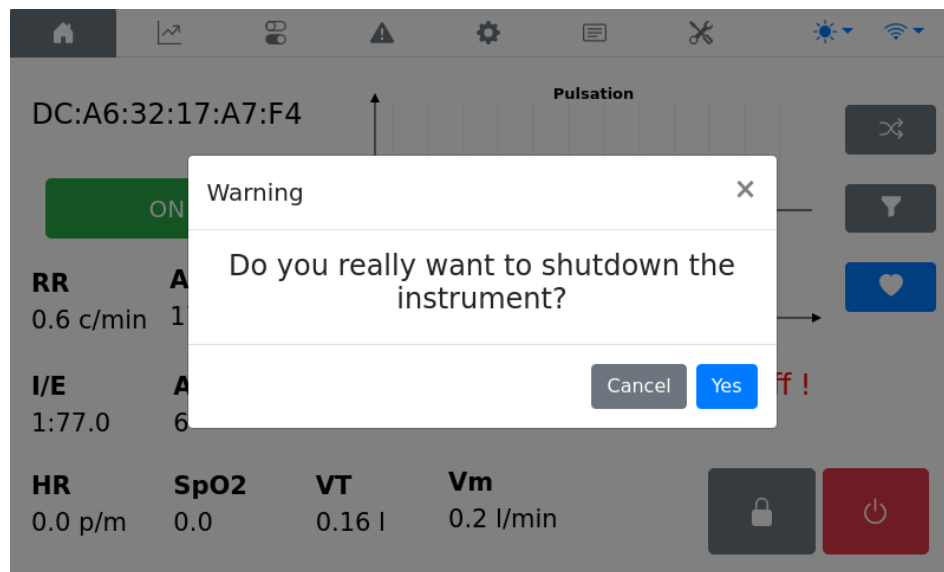 Pulsation
DC:A6:32:17:A7:F4
ON
Warning
×
Do you really want to shutdown the
instrument?
Cancel Yes
RR
0.6 c/min
I/E
1:77.0
ff !
HR SpO2 VT Vm
0.0 p/m 0.0 0.16 l 0.2 l/min